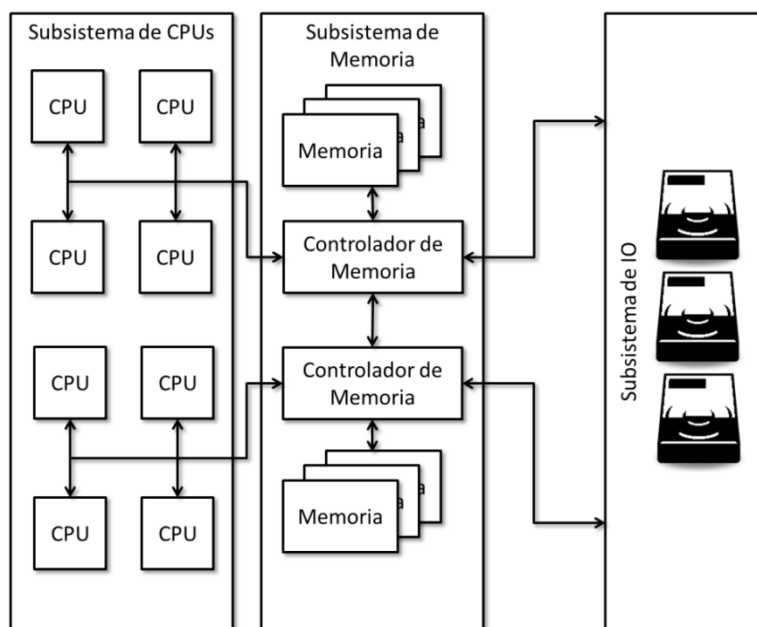 Subsistema de CPUs
CPU
CPU
CPU
CPU
CPU
CPU
CPU
CPU
Subsistema de
Memoria
a
a
Memoria
Controlador de
Memoria
Controlador de
Memoria
a
a
Memoria
Subsistema de IO